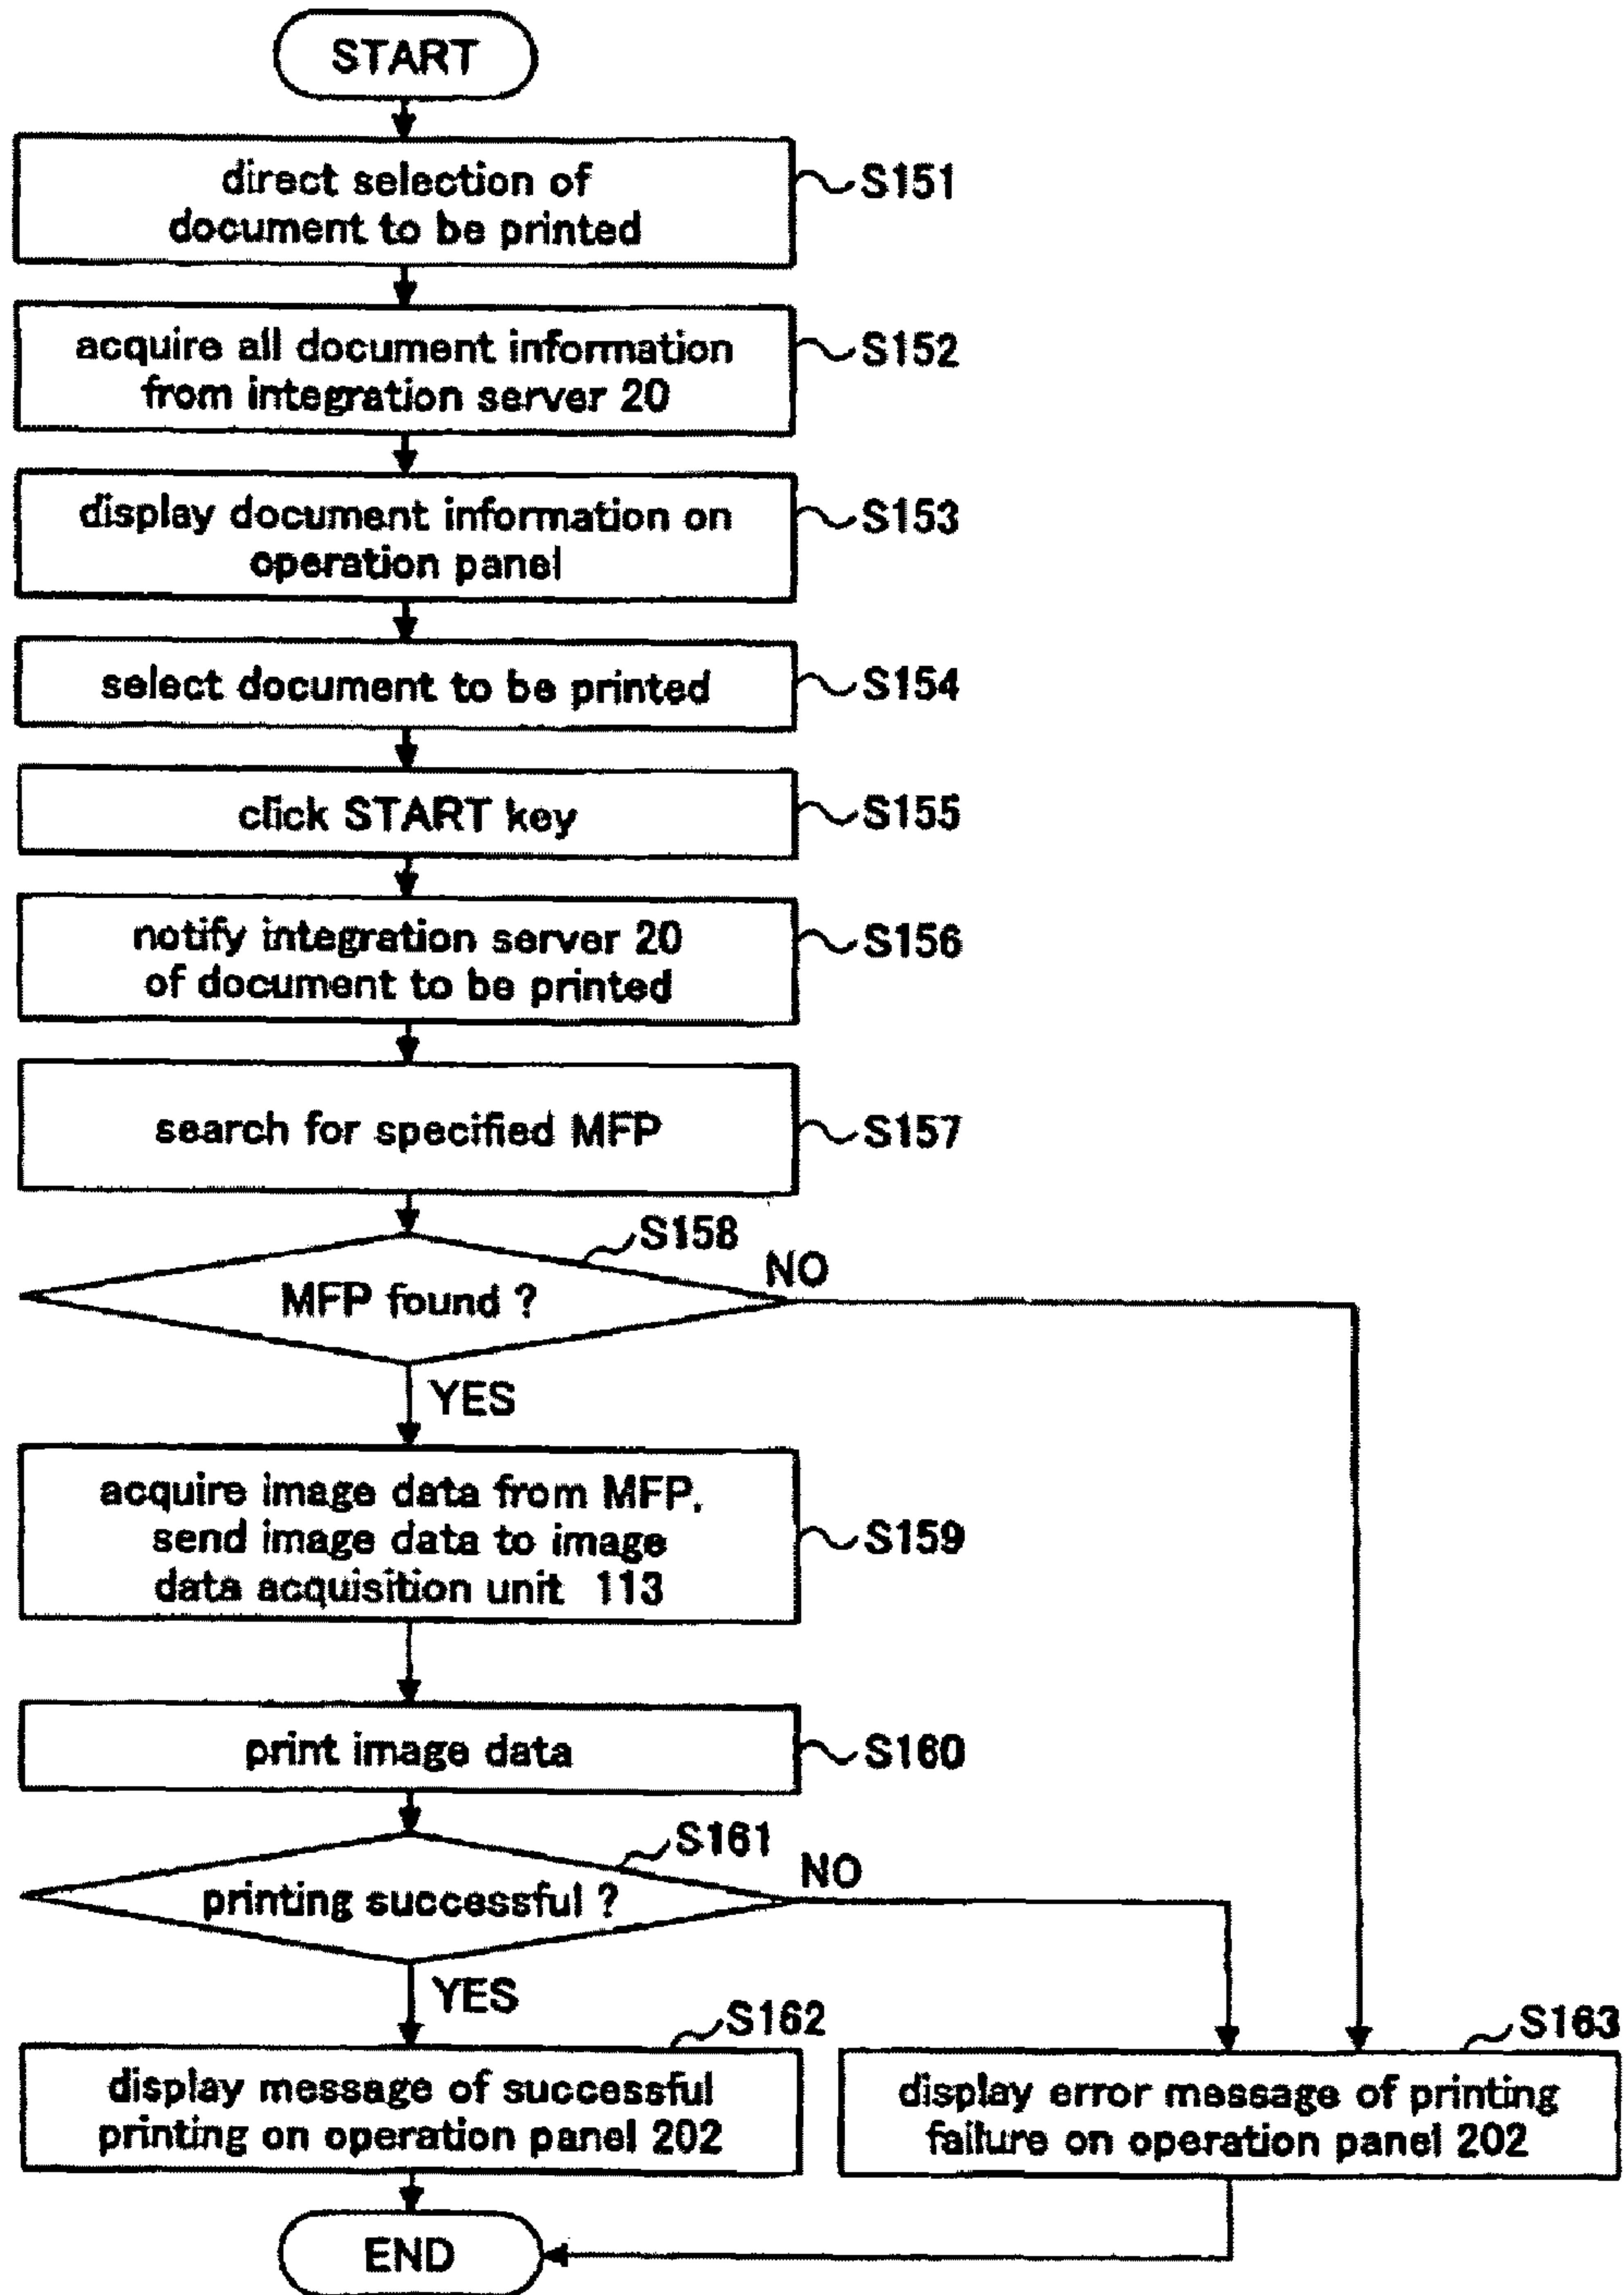 START
direct selection of
document to be printed
S151
acquire all document information
from integration server 20
S152
display document information on
operation panel
S153
select document to be printed
S154
click START key
S155
notify integration server 20
of document to be printed
S156
search for specified MFP
S157
S158
MFP found ?
NO
YES
acquire image data from MFP,
send image data to image
data acquisition unit 113
S159
print image data
S160
S161
printing successful ?
NO
YES
S162
display message of successful
printing on operation panel 202
S163
display error message of printing
failure on operation panel 202
END